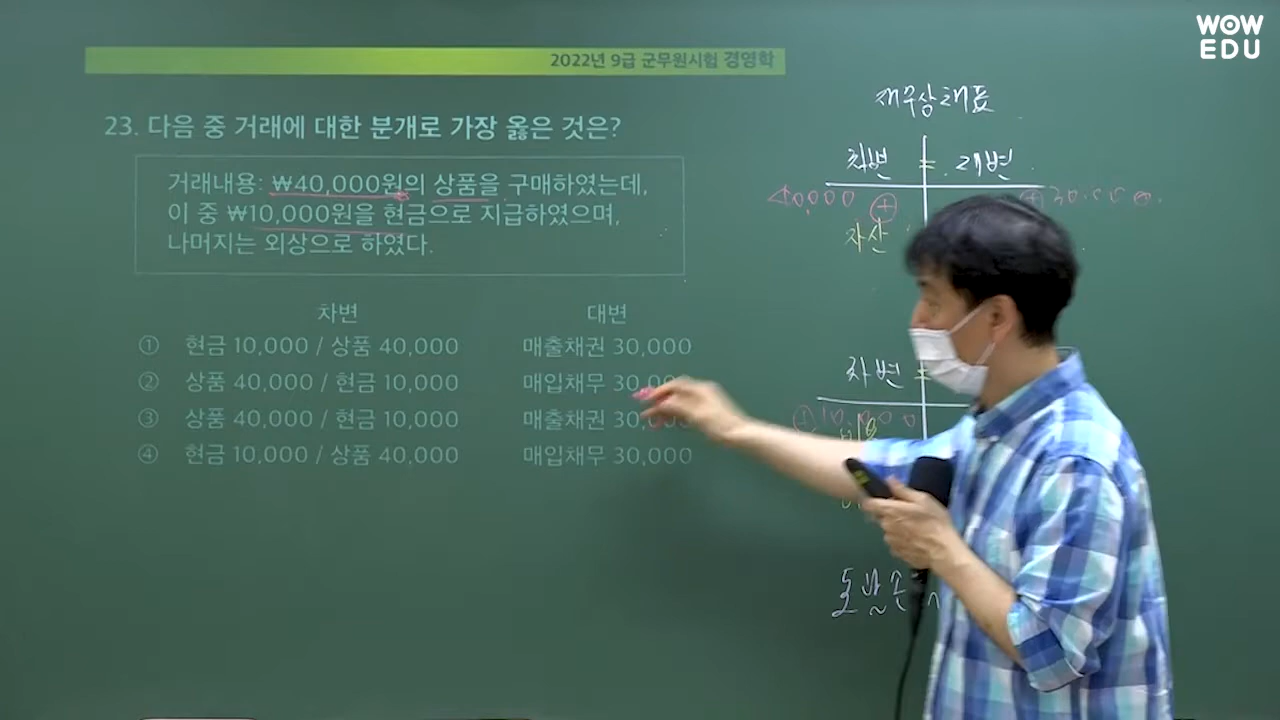 WOW
EDU
2022년 9급 군무원시험 경영학
23. 다음 중 거래에 대한 분개로 가장 옳은 것은?
거래내용: ₩40,000원의 상품을 구매하였는데,
이 중 ₩10,000원을 현금으로 지급하였으며,
나머지는 외상으로 하였다.
차변 대변
① 현금 10,000 / 상품 40,000 매출채권 30,000
② 상품 40,000 / 현금 10,000 매입채무 30,000
③ 상품 40,000 / 현금 10,000 매출채권 30,000
④ 현금 10,000 / 상품 40,000 매입채무 30,000
재무상태표
차변 = 대변
자산
차변 =